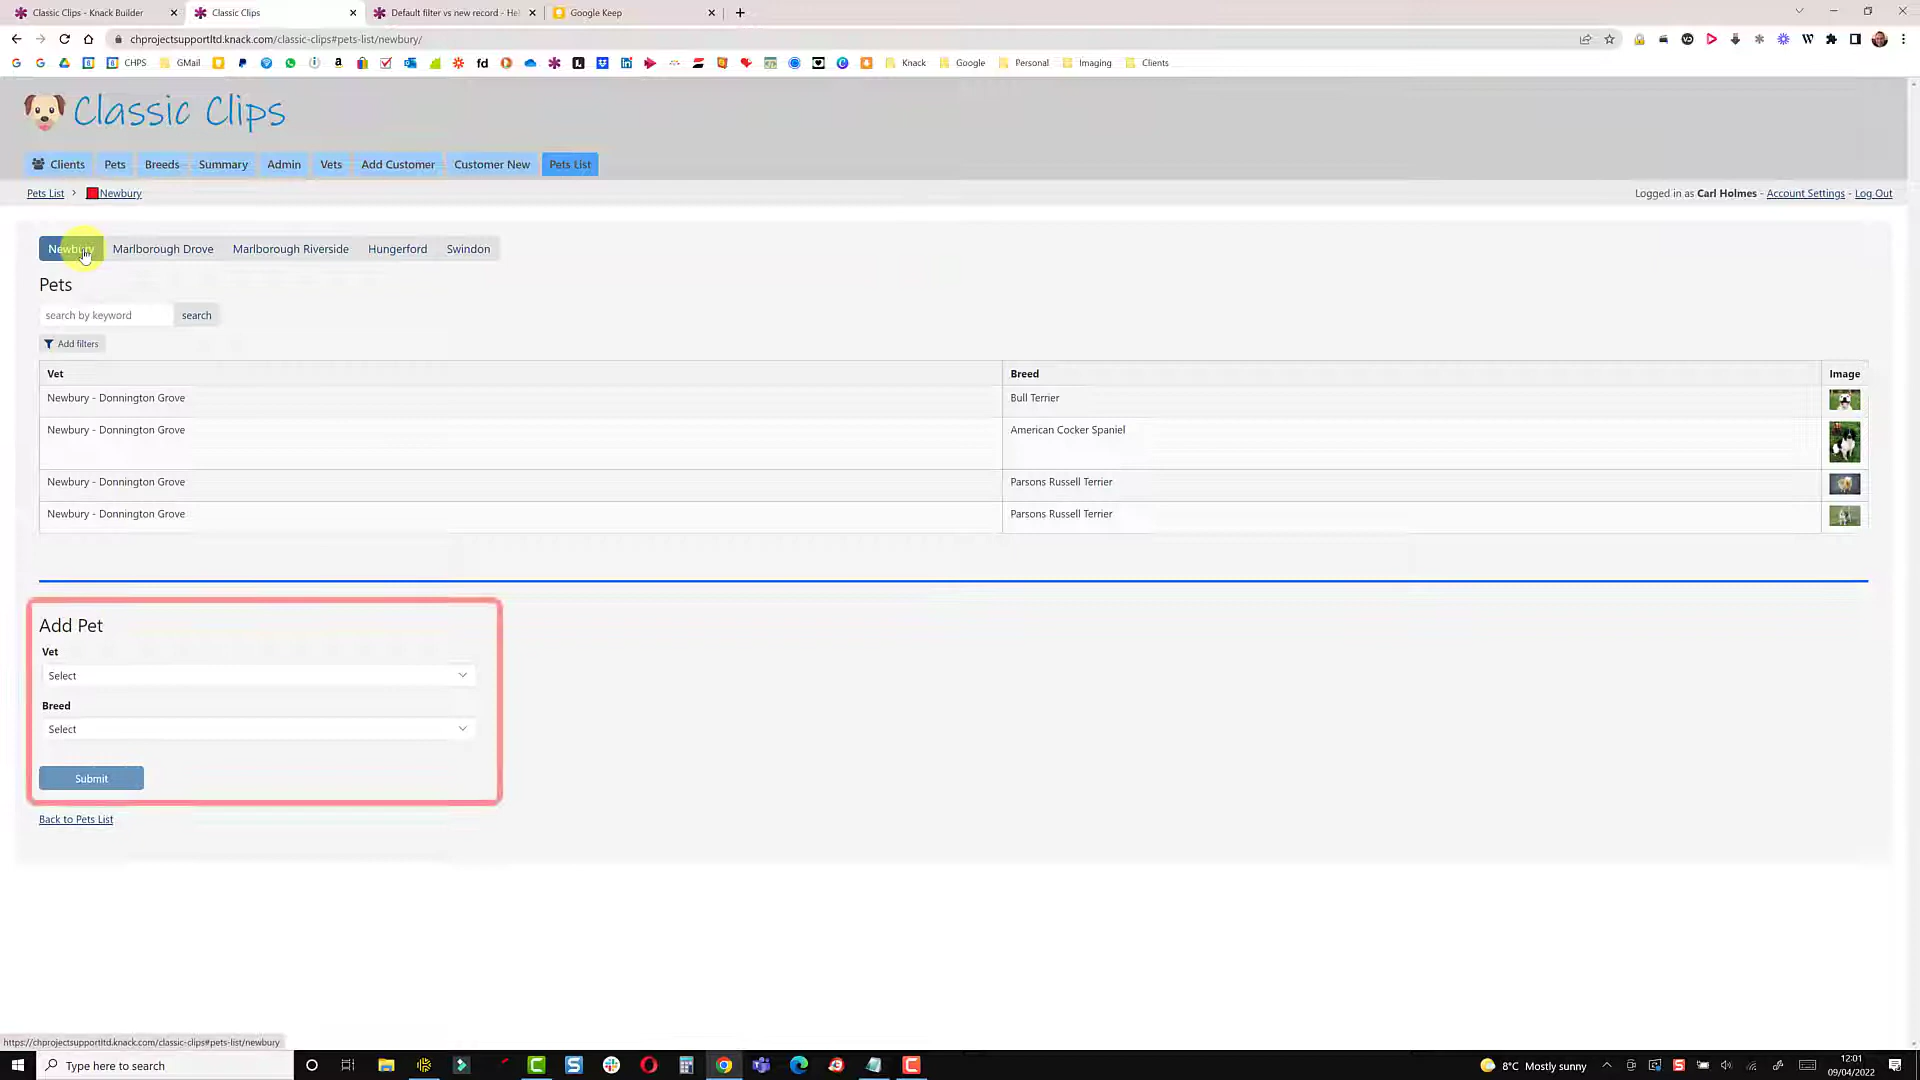 Classic Clips - Knack Builder
Classic Clips
Default filter vs new record - Hel
Google Keep
chprojectsupportltd.knack.com/classic-clips#pets-list/newbury/
CHPS
GMail
fd
Knack
Google
Personal
Imaging
Clients
Classic Clips
Clients
Pets
Breeds
Summary
Admin
Vets
Add Customer
Customer New
Pets List
Pets List > Newbury
Logged in as Carl Holmes - Account Settings - Log Out
Newbury
Marlborough Drove
Marlborough Riverside
Hungerford
Swindon
Pets
search by keyword
search
Add filters
Vet Breed Image
Newbury - Donnington Grove Bull Terrier
Newbury - Donnington Grove American Cocker Spaniel
Newbury - Donnington Grove Parsons Russell Terrier
Newbury - Donnington Grove Parsons Russell Terrier
Add Pet
Vet
Select
Breed
Select
Submit
Back to Pets List
https://chprojectsupportltd.knack.com/classic-clips#pets-list/newbury
Type here to search
8°C Mostly sunny
12:01
09/04/2022